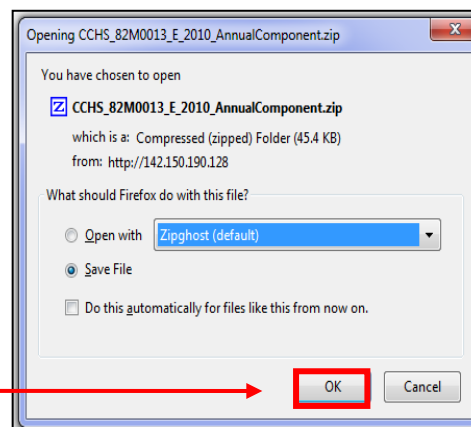 Opening CCHS_82M0013_E_2010_AnnualComponent.zip
X
You have chosen to open
Z CCHS_82M0013_E_2010_AnnualComponent.zip
which is a: Compressed (zipped) Folder (45.4 KB)
from: http://142.150.190.128
What should Firefox do with this file?
Open with Zipghost (default)
Save File
Do this automatically for files like this from now on.
OK Cancel